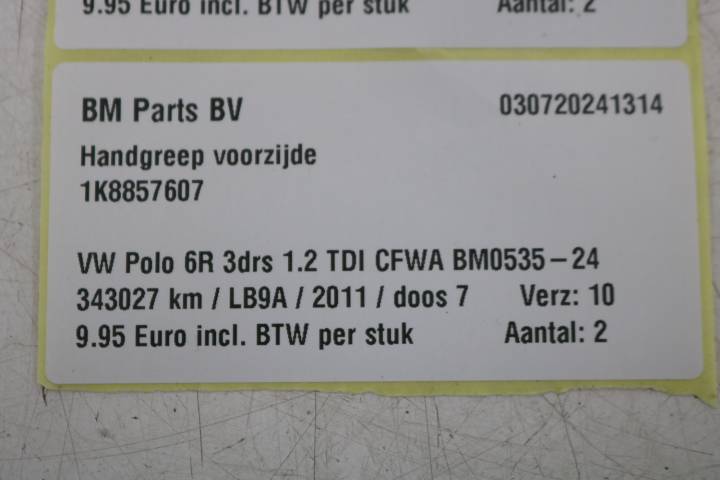 9.95 Euro incl. BTW per stuk Aantal: 2
BM Parts BV 030720241314
Handgreep voorzijde
1K8857607
VW Polo 6R 3drs 1.2 TDI CFWA BM0535-24
343027 km / LB9A / 2011 / doos 7 Verz: 10
9.95 Euro incl. BTW per stuk Aantal: 2